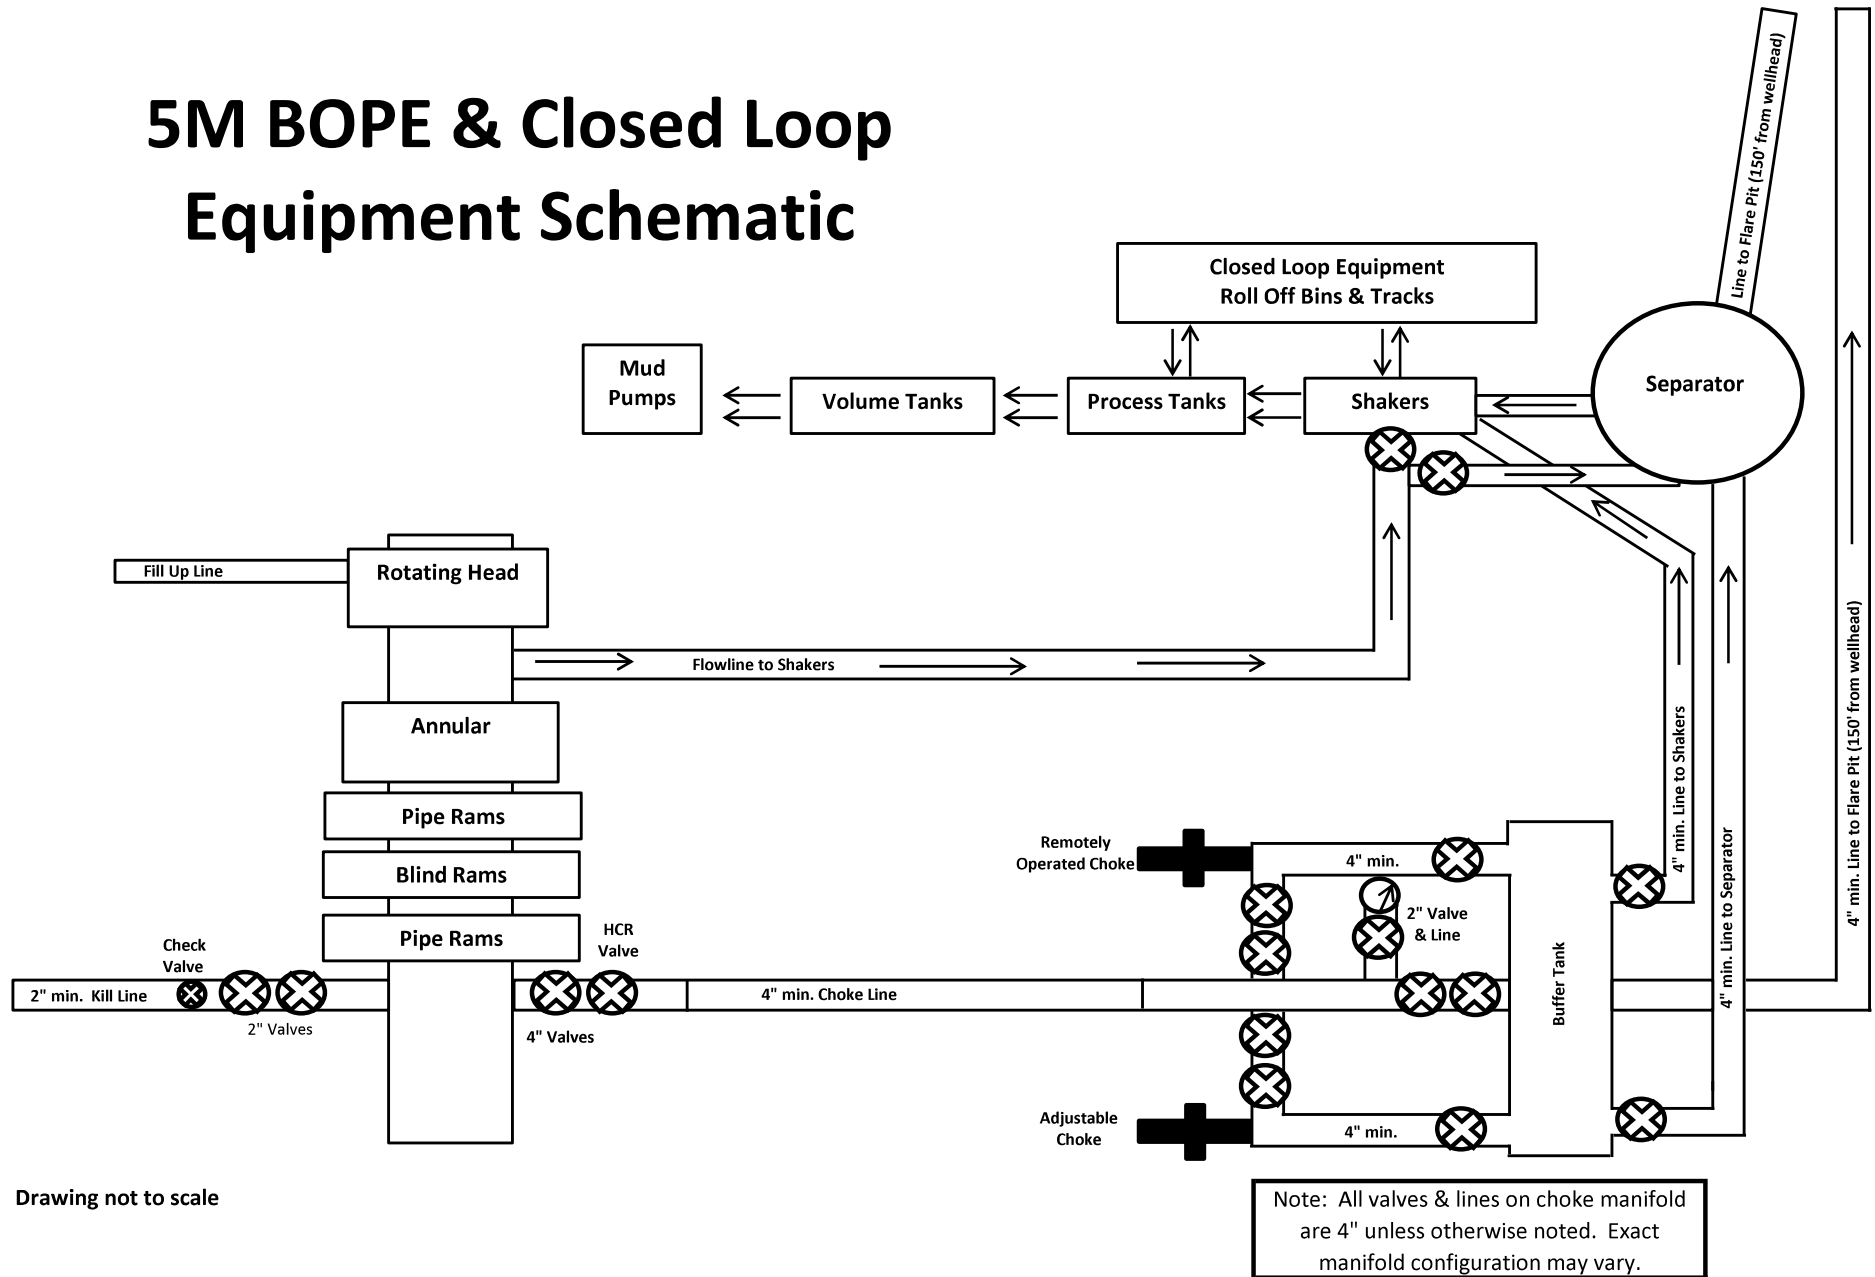 5M BOPE & Closed Loop
Equipment Schematic
Line to Flare Pit (150' from wellhead)
Closed Loop Equipment
Roll Off Bins & Tracks
Mud
Pumps
Volume Tanks
Process Tanks
Shakers
Separator
Fill Up Line
Rotating Head
Flowline to Shakers
Annular
Pipe Rams
Blind Rams
Pipe Rams
Check
Valve
HCR
Valve
2" min. Kill Line
2" Valves
4" Valves
4" min. Choke Line
Remotely
Operated Choke
4" min.
2" Valve
& Line
Buffer Tank
4" min. Line to Shakers
4" min. Line to Separator
4" min. Line to Flare Pit (150' from wellhead)
Adjustable
Choke
4" min.
Drawing not to scale
Note: All valves & lines on choke manifold
are 4" unless otherwise noted. Exact
manifold configuration may vary.